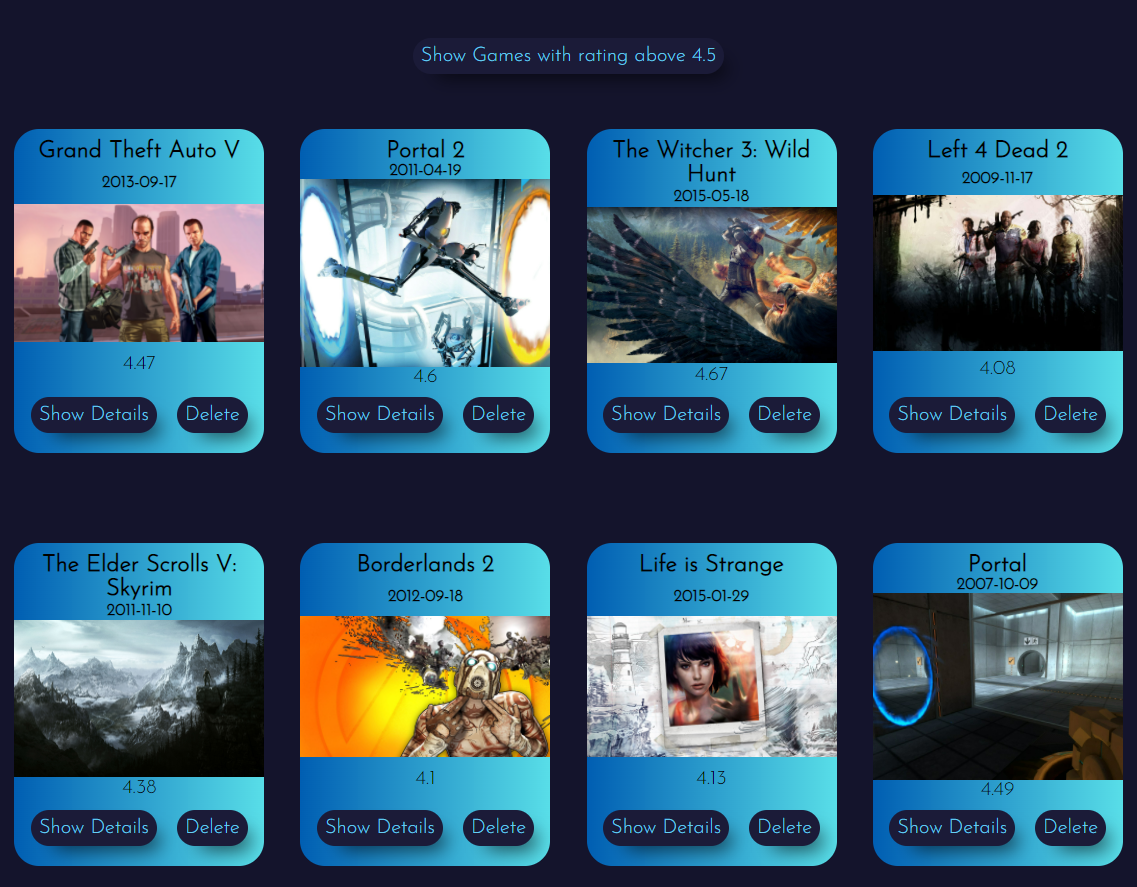 Show Games with rating above 4.5
Grand Theft Auto V
2013-09-17
4.47
Show Details
Delete
Portal 2
2011-04-19
4.6
Show Details
Delete
The Witcher 3: Wild
Hunt
2015-05-18
4.67
Show Details
Delete
Left 4 Dead 2
2009-11-17
4.08
Show Details
Delete
The Elder Scrolls V:
Skyrim
2011-11-10
4.38
Show Details
Delete
Borderlands 2
2012-09-18
4.1
Show Details
Delete
Life is Strange
2015-01-29
4.13
Show Details
Delete
Portal
2007-10-09
4.49
Show Details
Delete